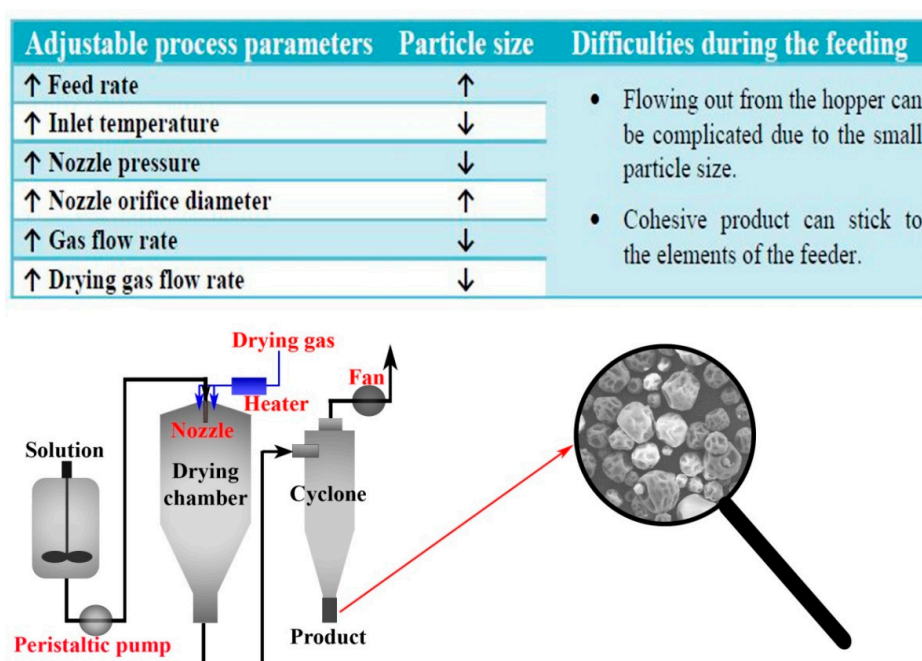 Adjustable process parameters Particle size Difficulties during the feeding
↑ Feed rate ↑
↑ Inlet temperature ↓
↑ Nozzle pressure ↓
↑ Nozzle orifice diameter ↑
↑ Gas flow rate ↓
↑ Drying gas flow rate ↓
• Flowing out from the hopper can
be complicated due to the small
particle size.
• Cohesive product can stick to
the elements of the feeder.
Drying gas
Fan
Heater
Nozzle
Solution
Drying
chamber
Cyclone
Product
Peristaltic pump